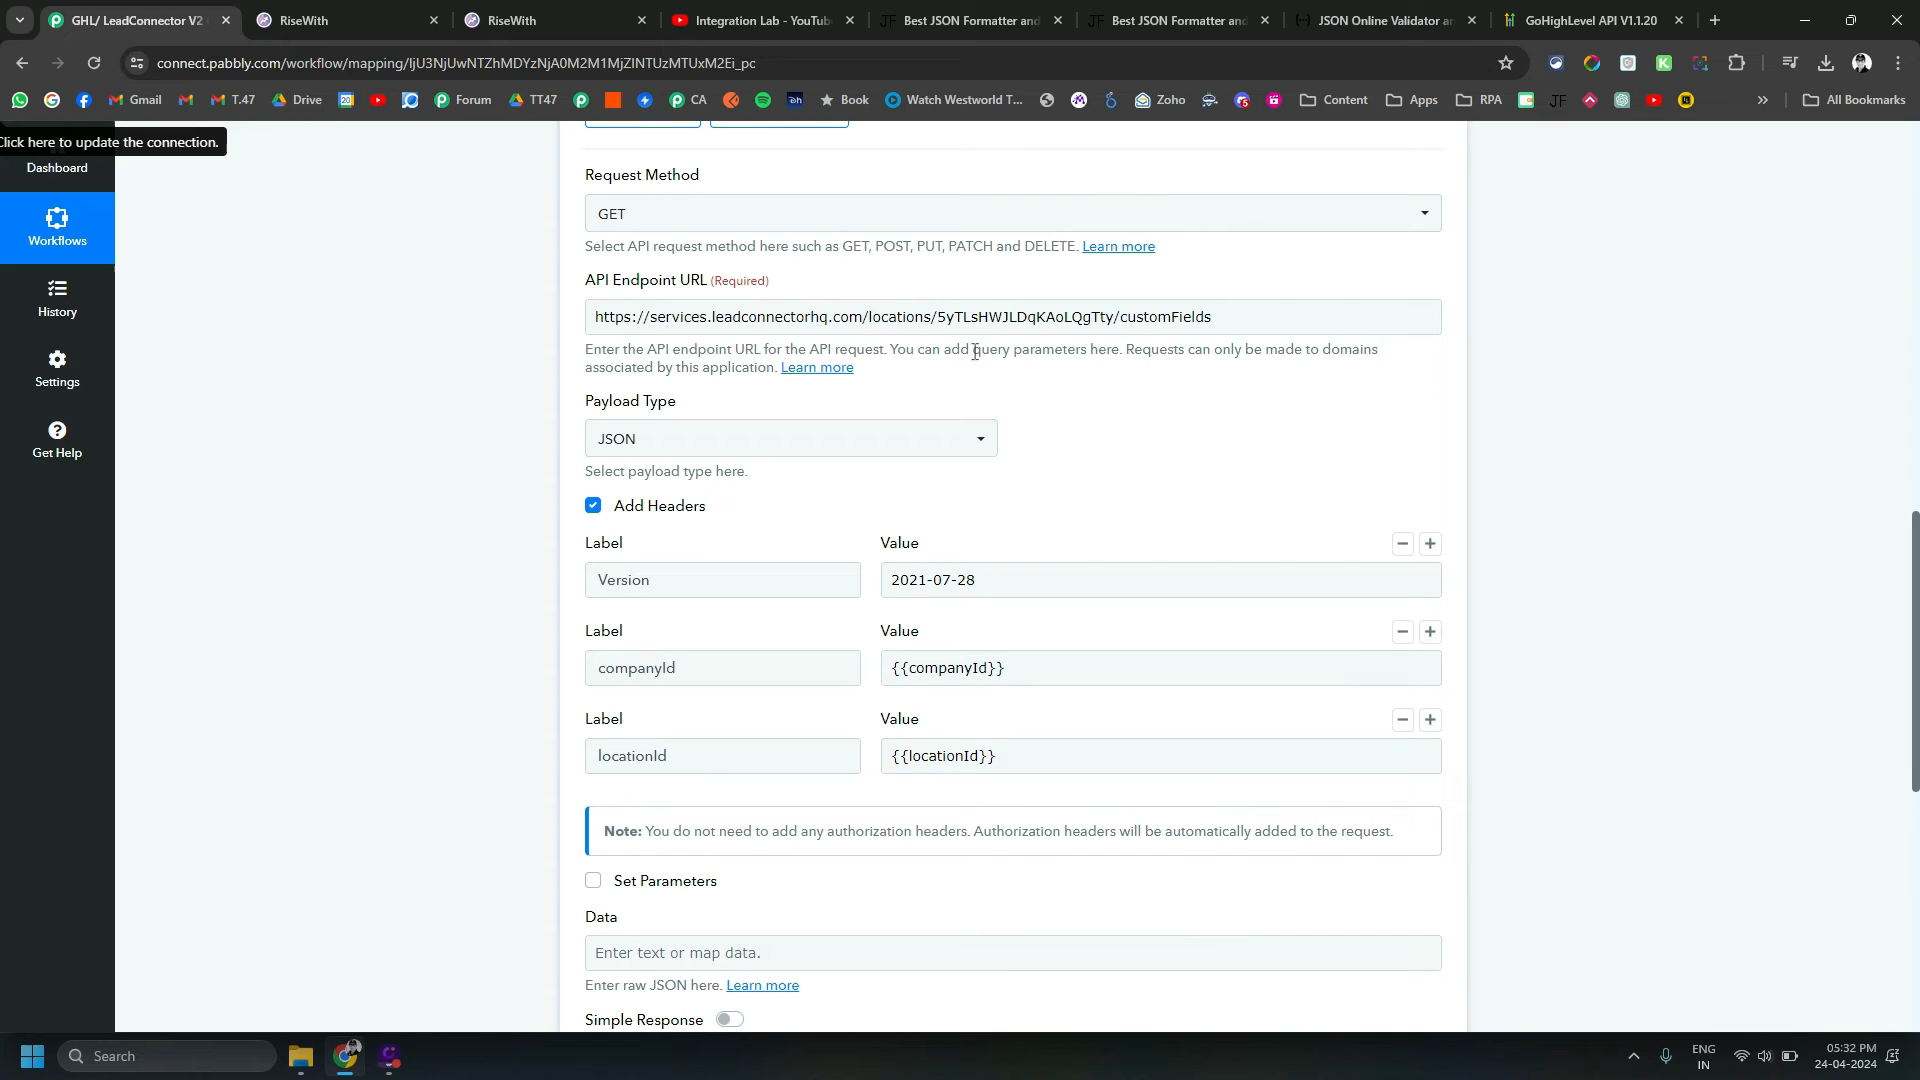 GHL/ LeadConnector V2
RiseWith
RiseWith
Integration Lab - YouTub
Best JSON Formatter and
Best JSON Formatter and
JSON Online Validator an
GoHighLevel API V1.1.20
connect.pabbly.com/workflow/mapping/IjU3NjUwNTZhMDYzNjA0M2M1MjZlNTUzMTUxM2Ei_pc
Gmail
T.47
Drive
Forum
TT47
CA
Book
Watch Westworld T...
Zoho
Content
Apps
RPA
All Bookmarks
Click here to update the connection.
Dashboard
Workflows
History
Settings
Get Help
Request Method
GET
Select API request method here such as GET, POST, PUT, PATCH and DELETE. Learn more
API Endpoint URL (Required)
https://services.leadconnectorhq.com/locations/5yTLsHWJLDqKAoLQgTty/customFields
Enter the API endpoint URL for the API request. You can add query parameters here. Requests can only be made to domains
associated by this application. Learn more
Payload Type
JSON
Select payload type here.
Add Headers
Label
Value
Version
2021-07-28
Label
Value
companyId
{{companyId}}
Label
Value
locationId
{{locationId}}
Note: You do not need to add any authorization headers. Authorization headers will be automatically added to the request.
Set Parameters
Data
Enter text or map data.
Enter raw JSON here. Learn more
Simple Response
Search
ENG
IN
05:32 PM
24-04-2024